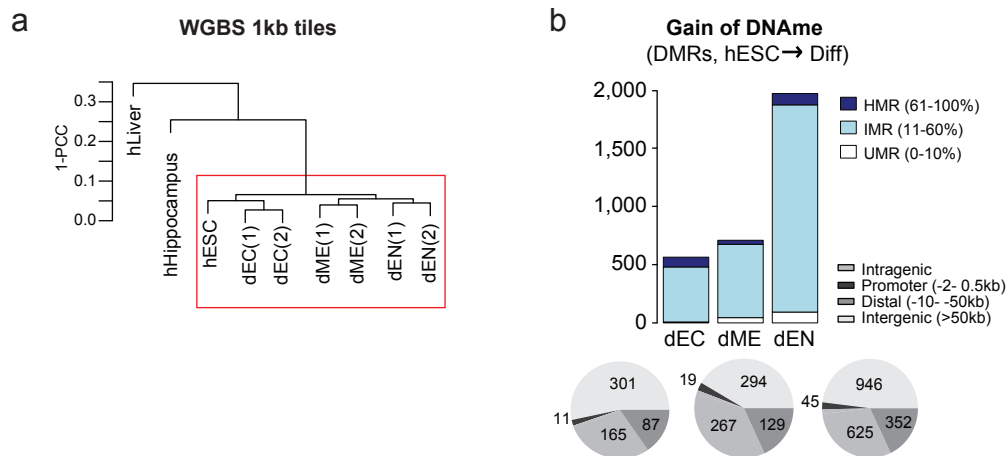 a
WGBS 1kb tiles
1-PCC
0.3
0.2
0.1
0.0
hLiver
hHippocampus
hESC
dEC(1)
dEC(2)
dME(1)
dME(2)
dEN(1)
dEN(2)
b
Gain of DNAme
(DMRs, hESC→ Diff)
2,000
1,500
1,000
500
0
HMR (61-100%)
IMR (11-60%)
UMR (0-10%)
Intragenic
Promoter (-2- 0.5kb)
Distal (-10- -50kb)
Intergenic (>50kb)
dEC
dME
dEN
301
11
165
87
294
19
267
129
946
45
625
352